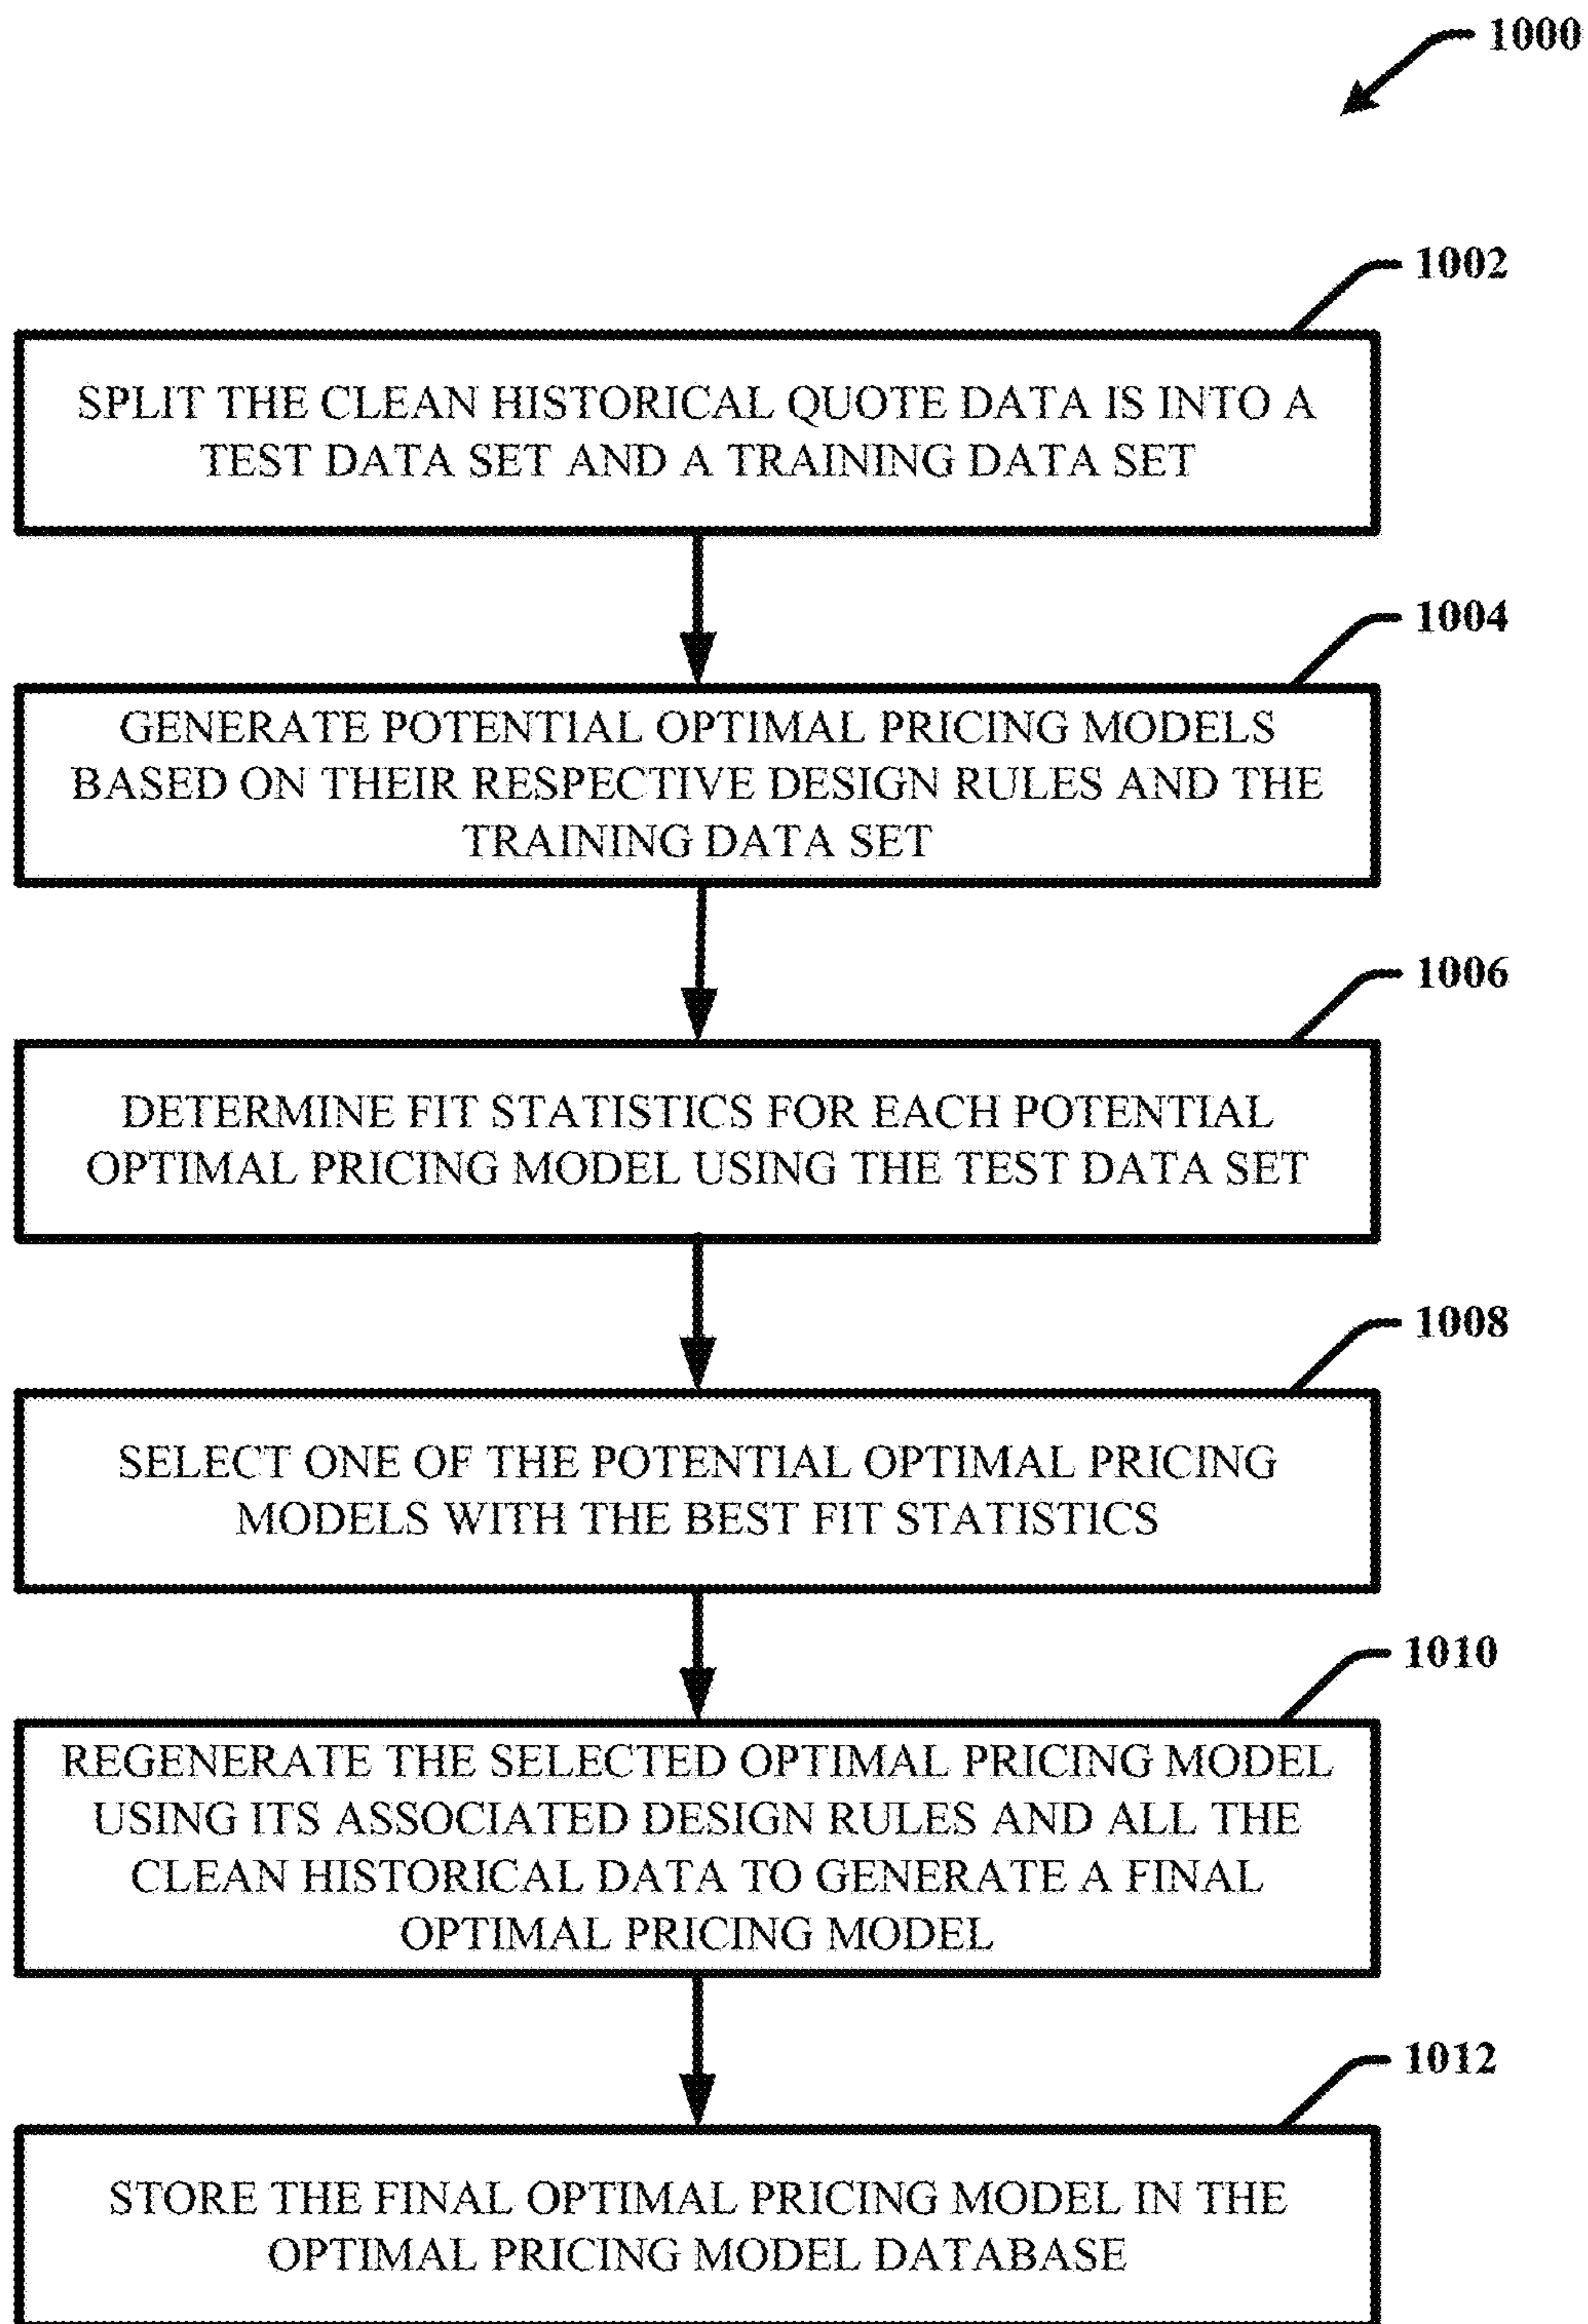 1000
1002
SPLIT THE CLEAN HISTORICAL QUOTE DATA IS INTO A
TEST DATA SET AND A TRAINING DATA SET
1004
GENERATE POTENTIAL OPTIMAL PRICING MODELS
BASED ON THEIR RESPECTIVE DESIGN RULES AND THE
TRAINING DATA SET
1006
DETERMINE FIT STATISTICS FOR EACH POTENTIAL
OPTIMAL PRICING MODEL USING THE TEST DATA SET
1008
SELECT ONE OF THE POTENTIAL OPTIMAL PRICING
MODELS WITH THE BEST FIT STATISTICS
1010
REGENERATE THE SELECTED OPTIMAL PRICING MODEL
USING ITS ASSOCIATED DESIGN RULES AND ALL THE
CLEAN HISTORICAL DATA TO GENERATE A FINAL
OPTIMAL PRICING MODEL
1012
STORE THE FINAL OPTIMAL PRICING MODEL IN THE
OPTIMAL PRICING MODEL DATABASE